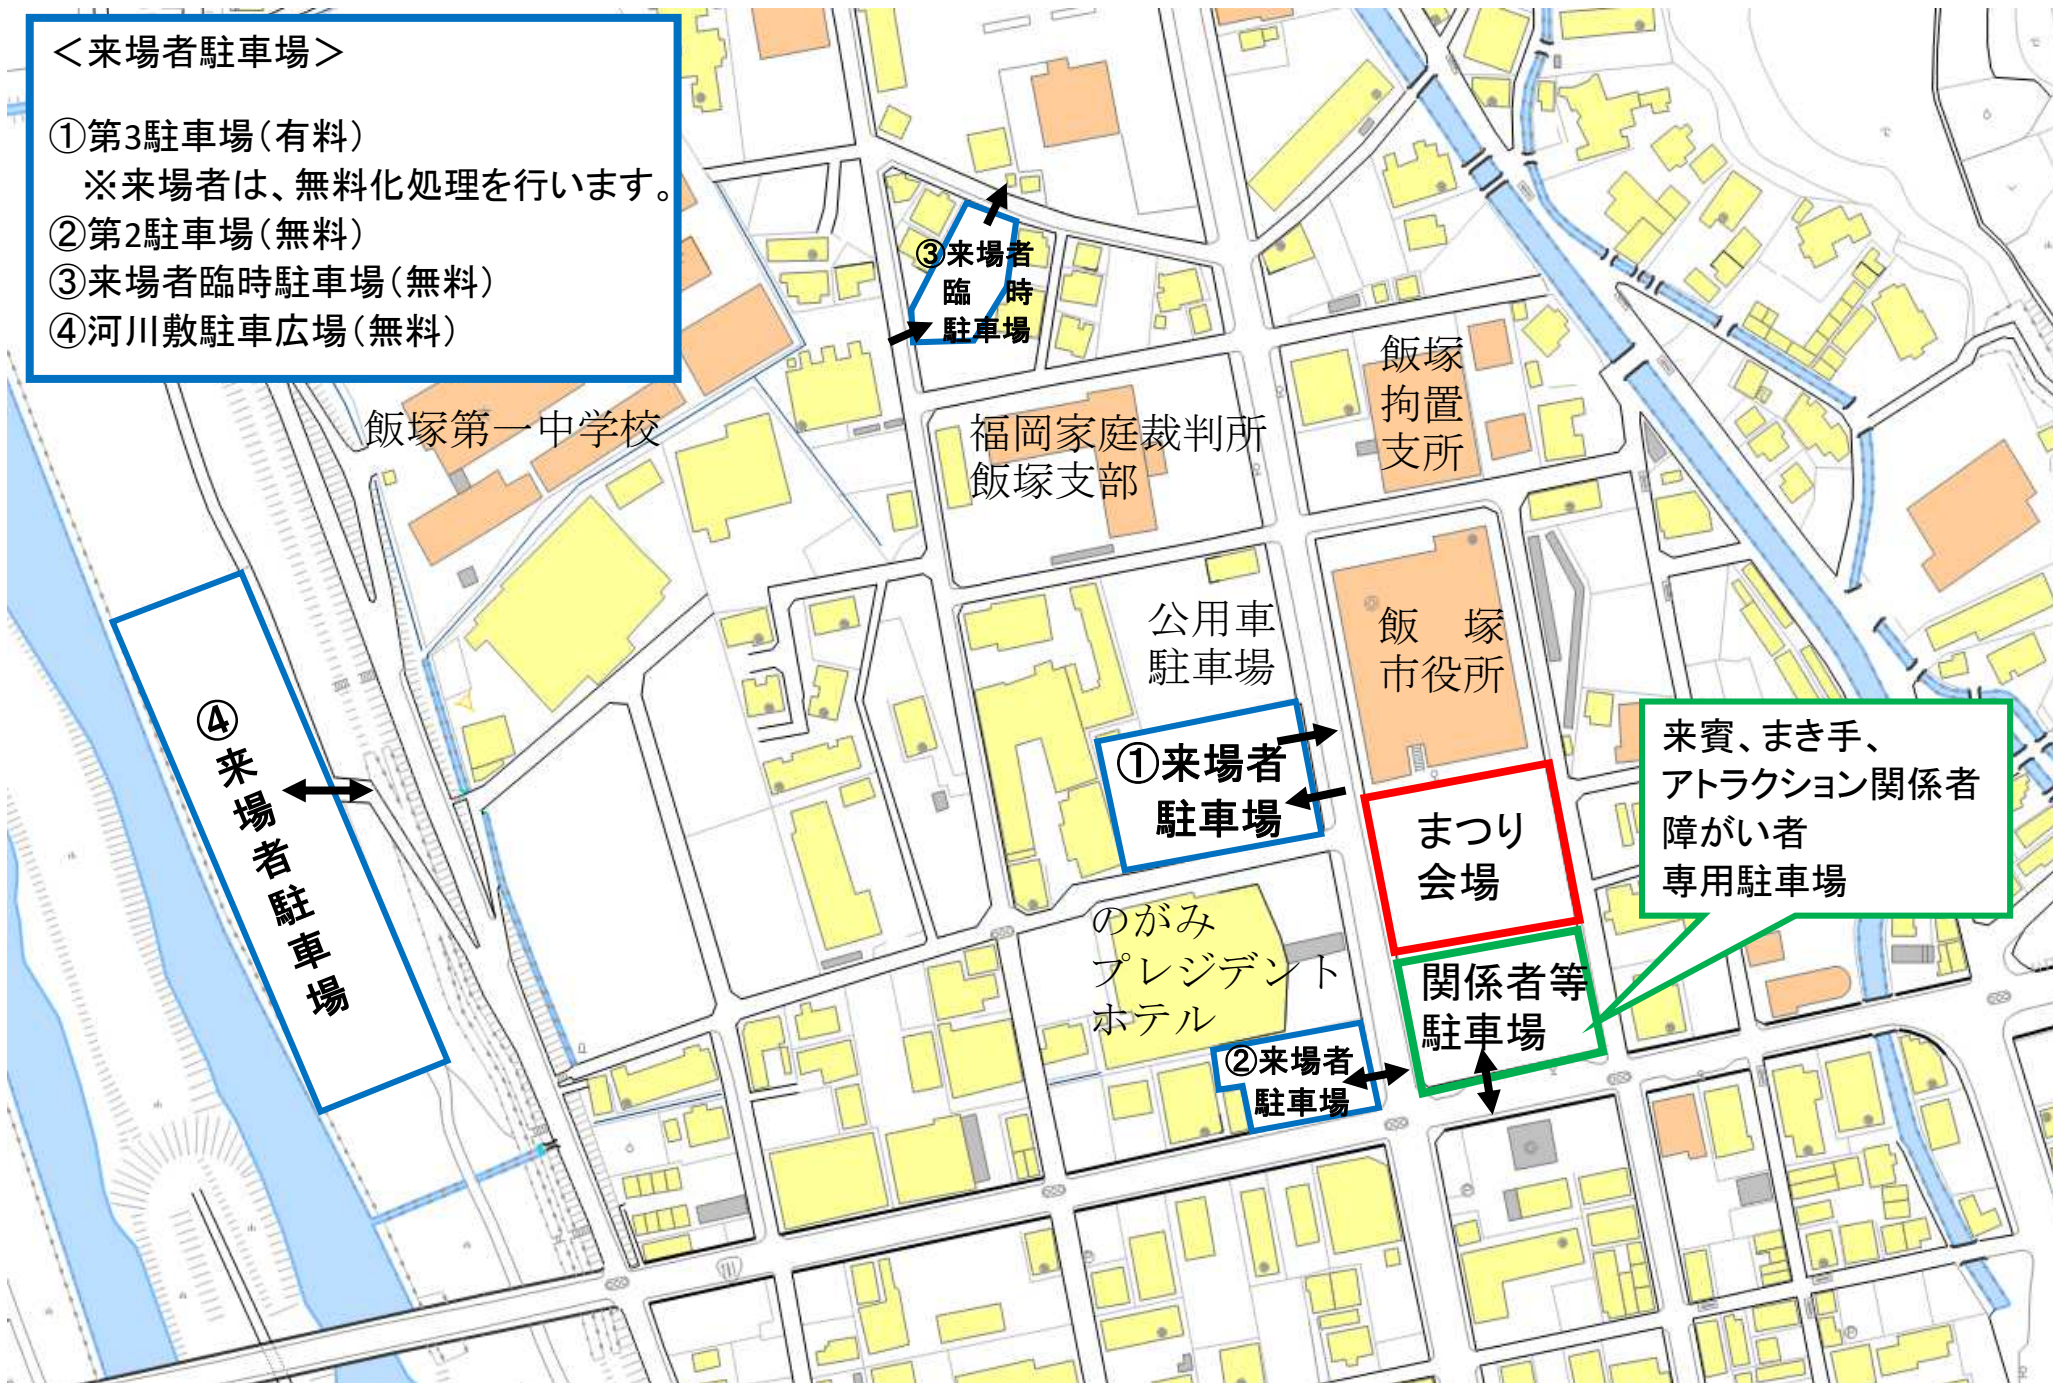 ＜来場者駐車場＞
①第3駐車場（有料）
※来場者は、無料化処理を行います。
②第2駐車場（無料）
③来場者臨時駐車場（無料）
④河川敷駐車広場（無料）
③来場者
臨　時
駐車場
飯塚
拘置
支所
飯塚第一中学校
福岡家庭裁判所
飯塚支部
公用車
駐車場
飯　塚
市役所
④来場者駐車場
①来場者
駐車場
来賓、まき手、
アトラクション関係者
障がい者
専用駐車場
まつり
会場
のがみ
プレジデント
ホテル
関係者等
駐車場
②来場者
駐車場